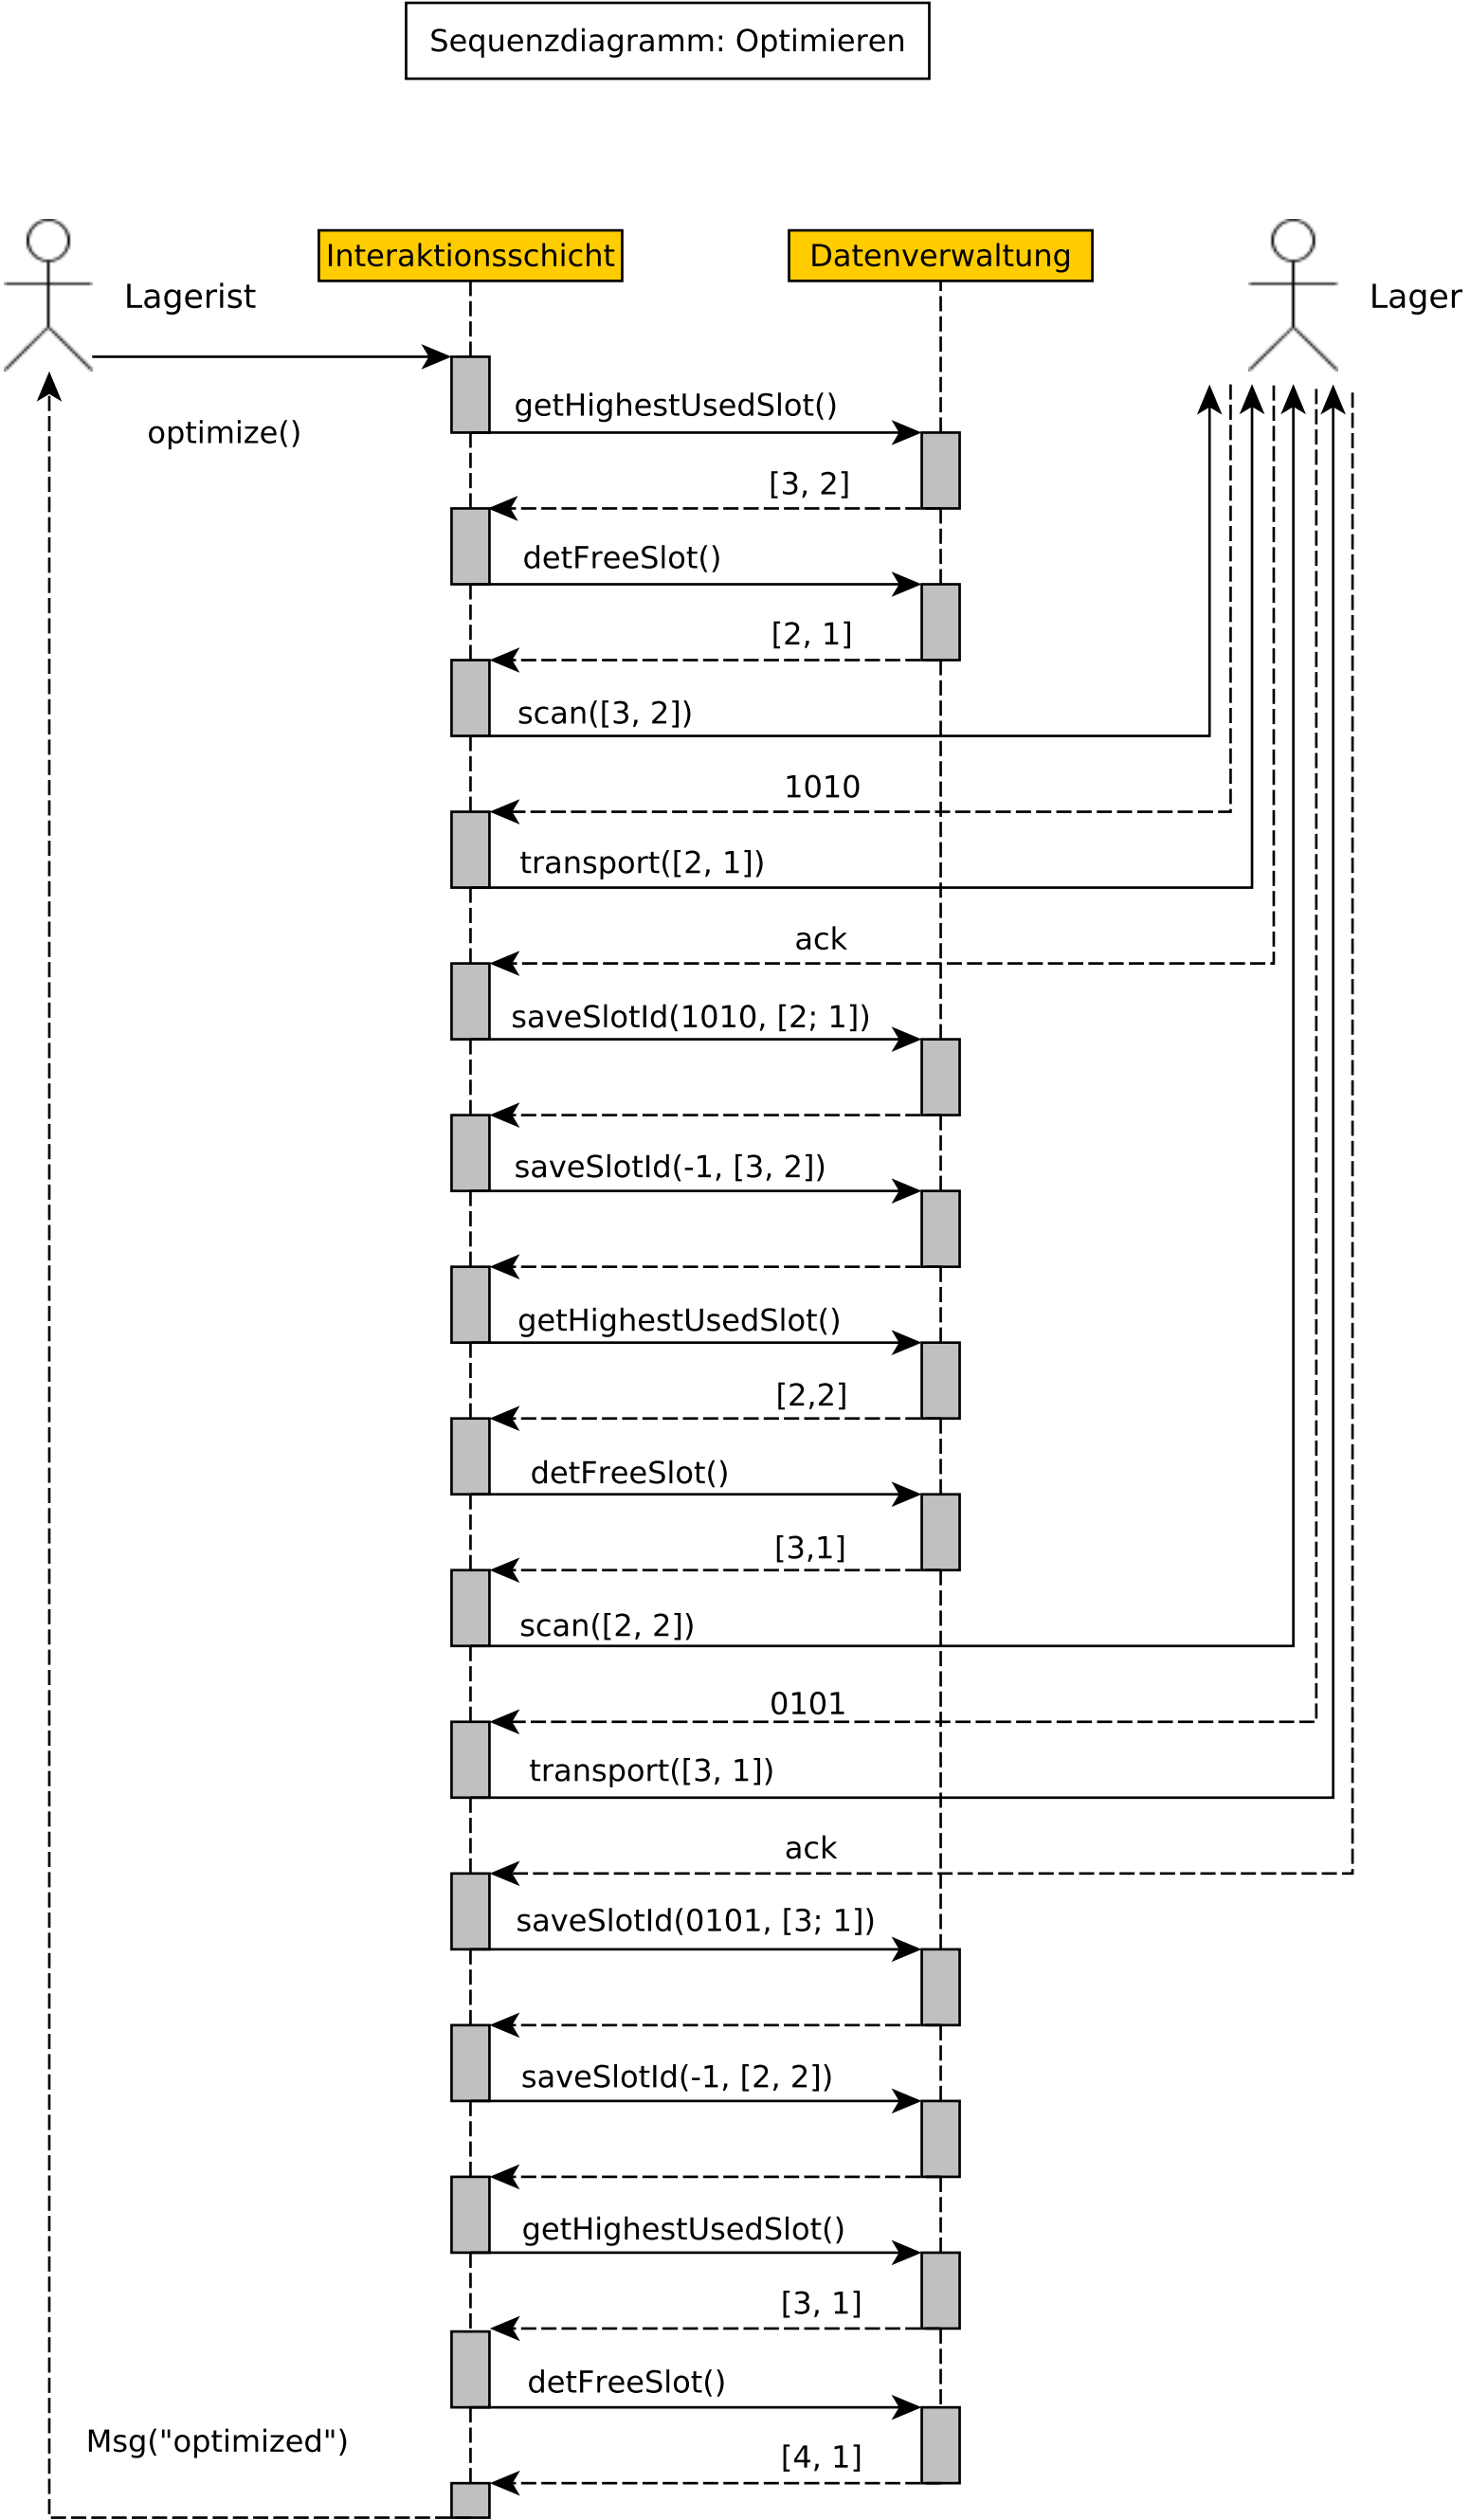 Sequenzdiagramm: Optimieren
Interaktionsschicht
Datenverwaltung
Lagerist
Lager
getHighestUsedSlot()
optimize()
[3, 2]
detFreeSlot()
[2, 1]
scan([3, 2])
1010
transport([2, 1])
ack
saveSlotId(1010, [2; 1])
saveSlotId(-1, [3, 2])
getHighestUsedSlot()
[2,2]
detFreeSlot()
[3,1]
scan([2, 2])
0101
transport([3, 1])
ack
saveSlotId(0101, [3; 1])
saveSlotId(-1, [2, 2])
getHighestUsedSlot()
[3, 1]
detFreeSlot()
Msg("optimized")
[4, 1]